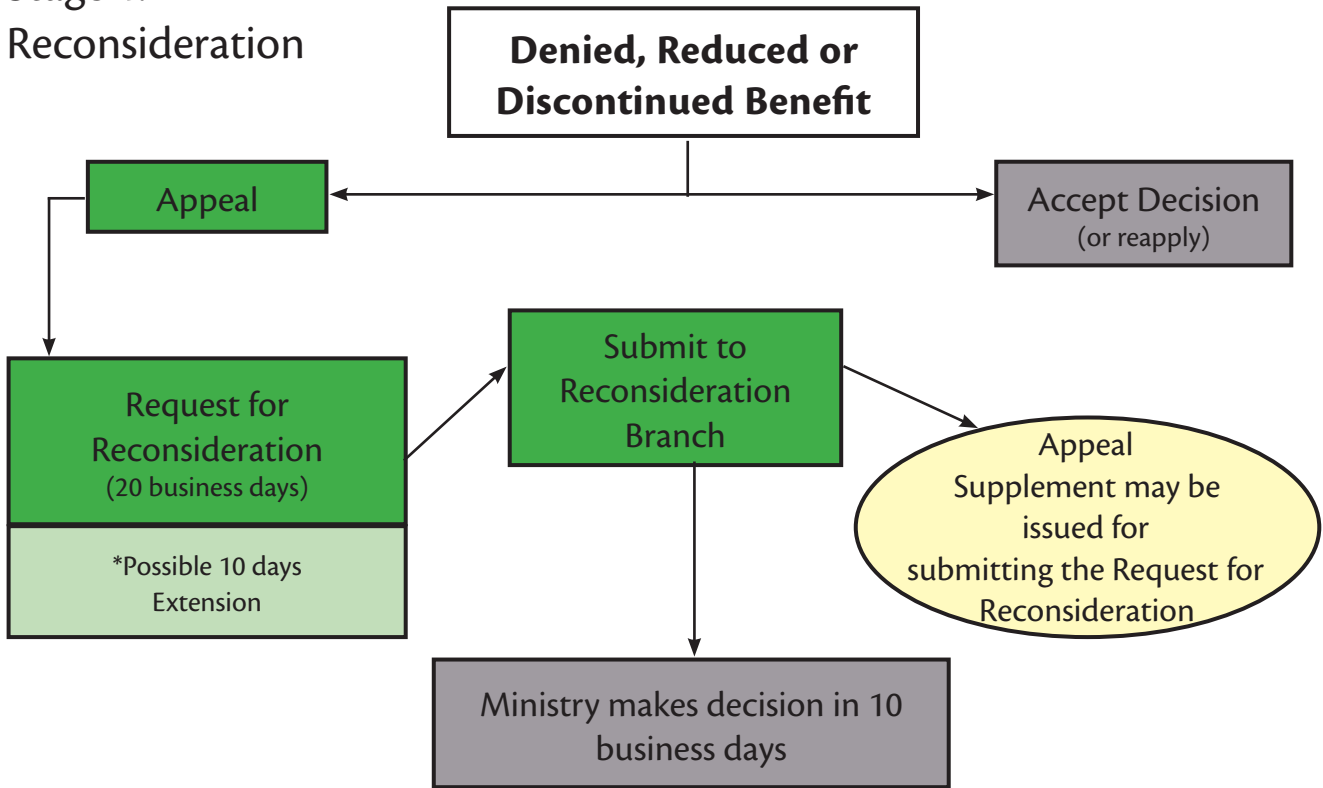 Reconsideration
Denied, Reduced or
Discontinued Benefit
Appeal
Accept Decision
(or reapply)
Request for
Reconsideration
(20 business days)
*Possible 10 days
Extension
Submit to
Reconsideration
Branch
Appeal
Supplement may be
issued for
submitting the Request for
Reconsideration
Ministry makes decision in 10
business days